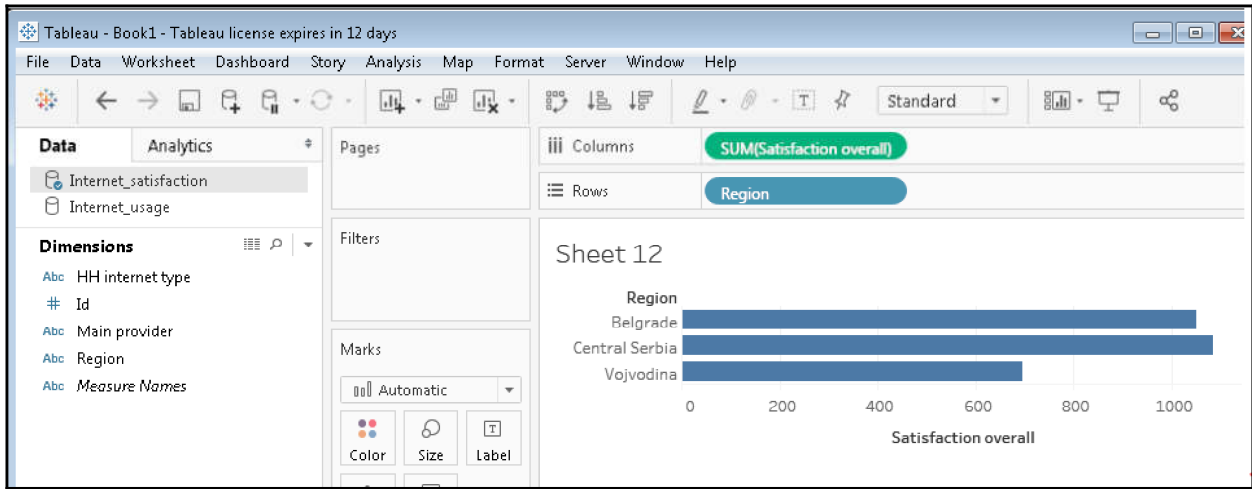 Tableau - Book1 - Tableau license expires in 12 days
File Data Worksheet Dashboard Story Analysis Map Format Server Window Help
Standard
Data Analytics
Internet_satisfaction
Internet_usage
Dimensions
Abc HH internet type
# Id
Abc Main provider
Abc Region
Abc Measure Names
Pages
Filters
Marks
Automatic
T
Color Size Label
Columns SUM(Satisfaction overall)
Rows Region
Sheet 12
Region
Belgrade
Central Serbia
Vojvodina
0 200 400 600 800 1000
Satisfaction overall